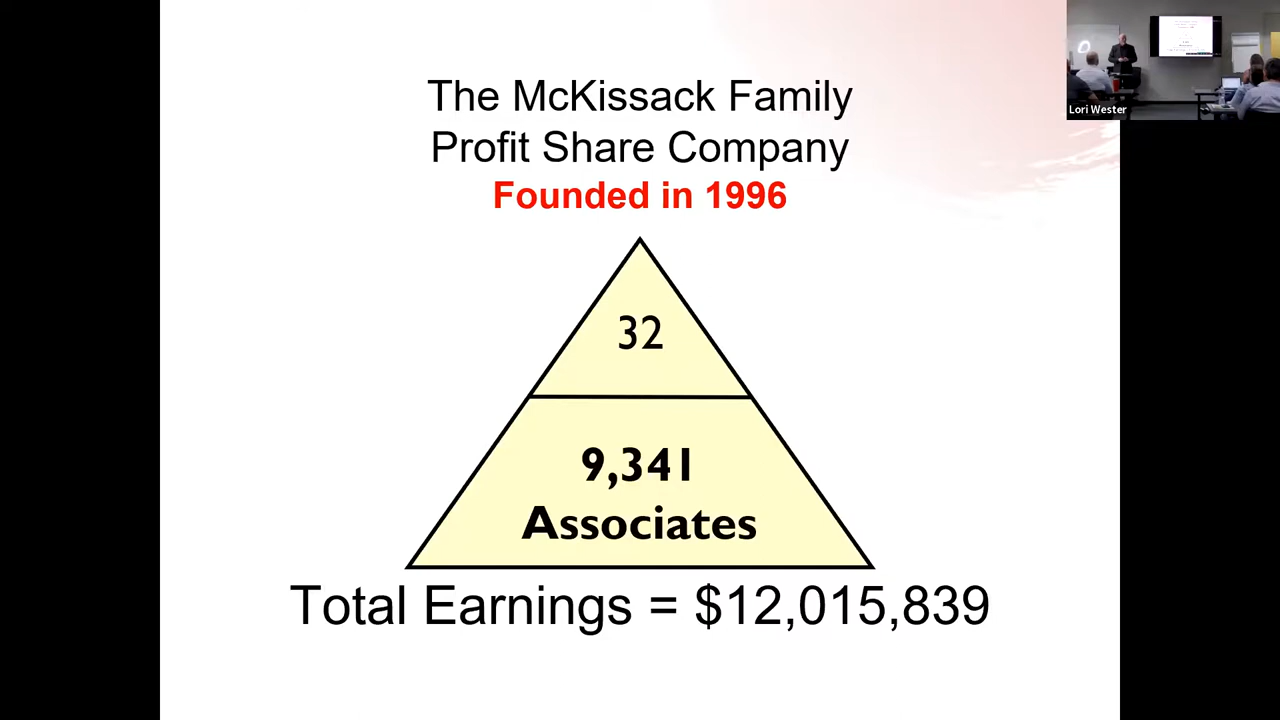 The McKissack Family
Profit Share Company
Founded in 1996
32
9,341
Associates
Total Earnings = $12,015,839
Lori Wester